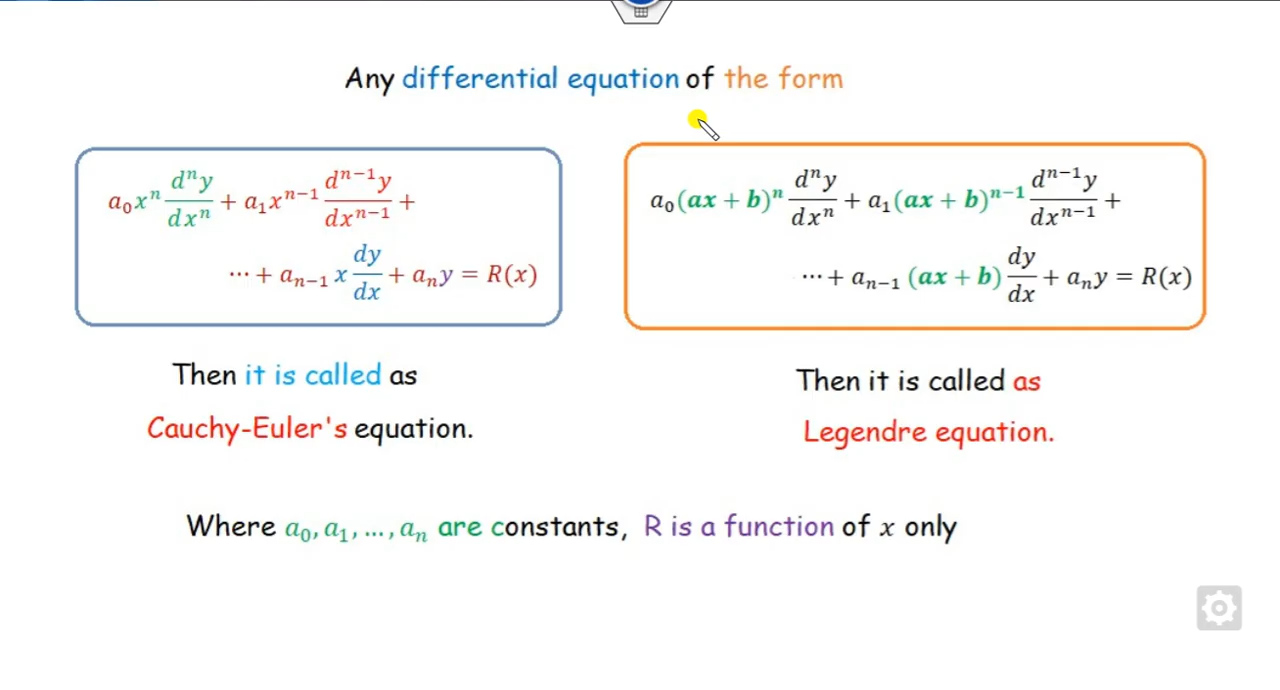 Any differential equation of the form
a₀xⁿ dⁿy/dxⁿ + a₁xⁿ⁻¹ dⁿ⁻¹y/dxⁿ⁻¹ +
⋯ + aₙ₋₁ x dy/dx + aₙy = R(x)
Then it is called as
Cauchy-Euler's equation.
a₀(ax + b)ⁿ dⁿy/dxⁿ + a₁(ax + b)ⁿ⁻¹ dⁿ⁻¹y/dxⁿ⁻¹ +
⋯ + aₙ₋₁ (ax + b) dy/dx + aₙy = R(x)
Then it is called as
Legendre equation.
Where a₀, a₁, …, aₙ are constants, R is a function of x only